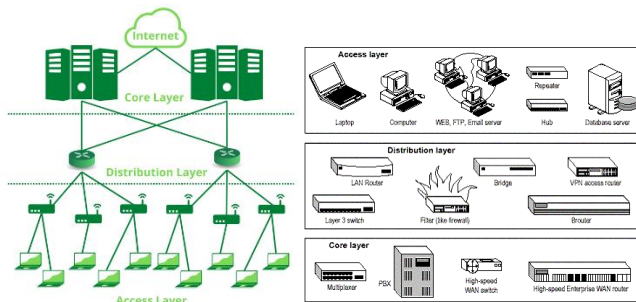 Internet
Core Layer
Distribution Layer
Access Layer
Access layer
Laptop
Computer
WEB, FTP, Email server
Repeater
Hub
Database server
Distribution layer
LAN Router
Bridge
VPN access router
Layer 3 switch
Filter (like firewall)
Brouter
Core layer
Multiplexer
PBX
High-speed
WAN switch
High-speed Enterprise WAN router